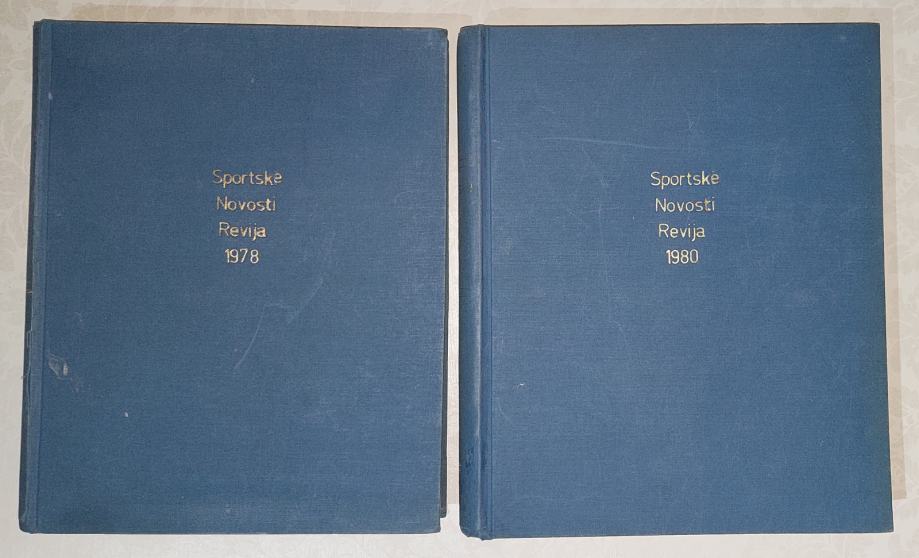 Sportske
Novosti
Revija
1978
Sportske
Novosti
Revija
1980